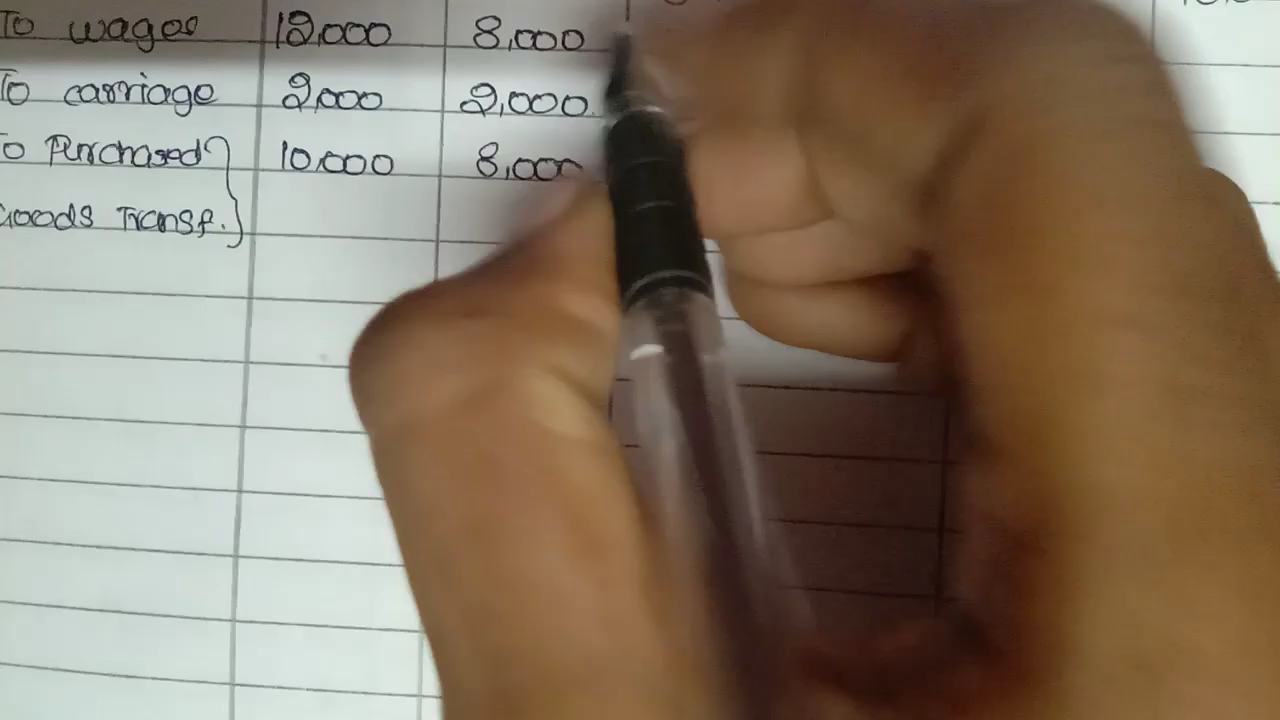 To wages 12,000 8,000
To carriage 2,000 2,000
To Purchased 10,000 8,000
Goods Transf.